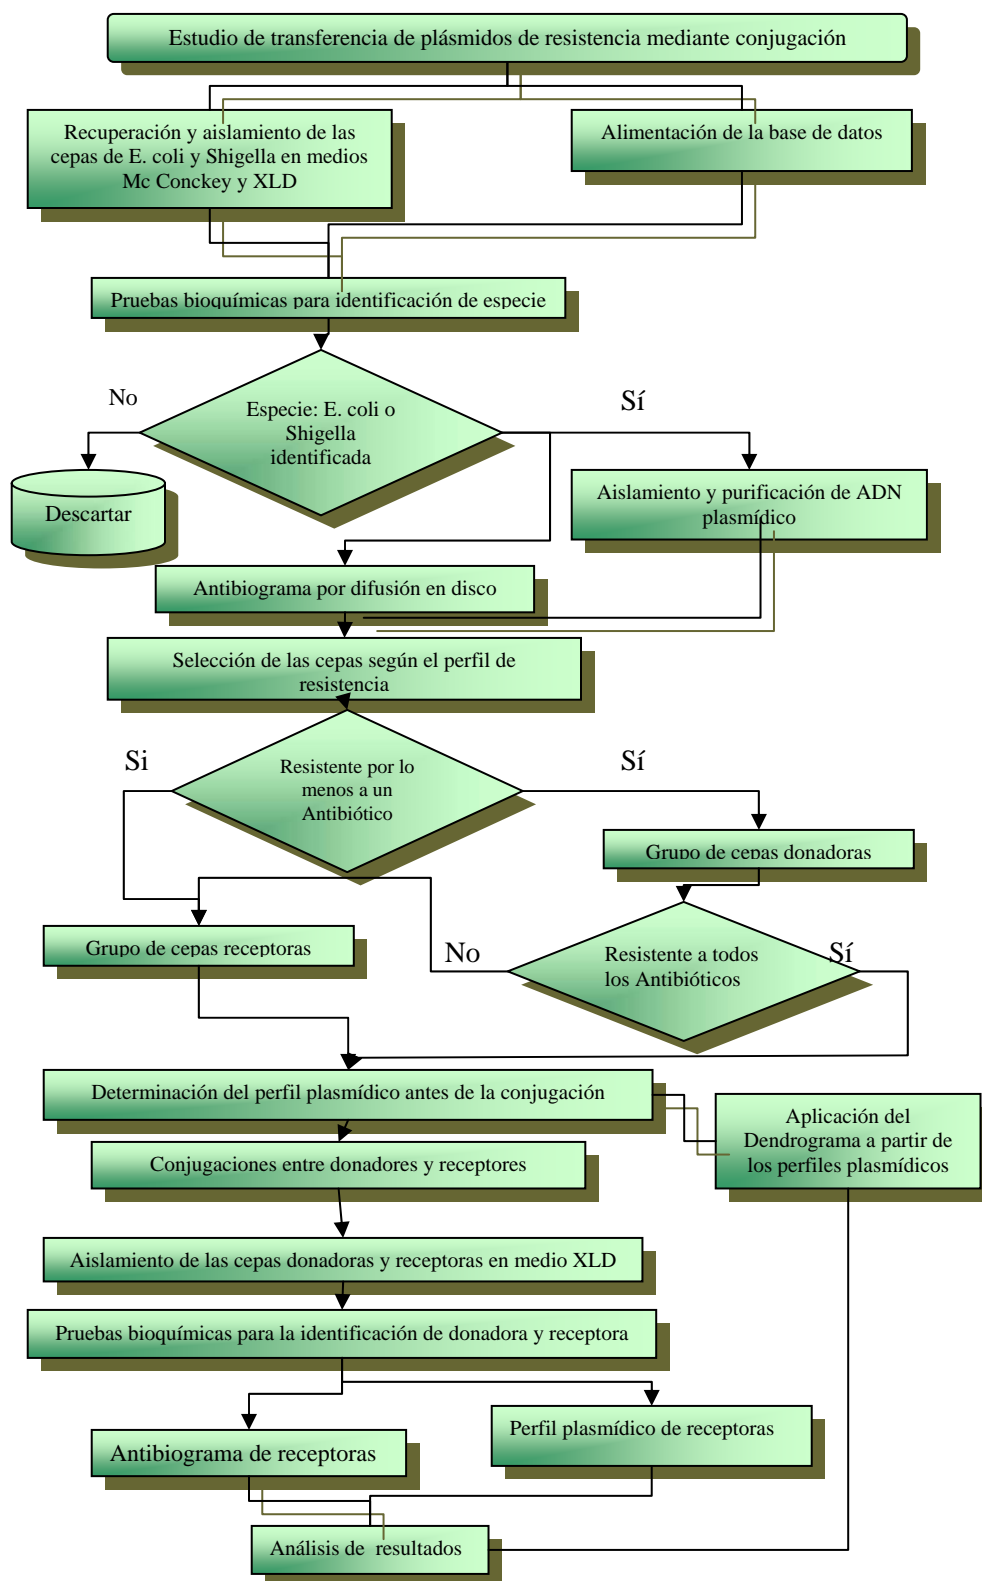 Estudio de transferencia de plásmidos de resistencia mediante conjugación
Recuperación y aislamiento de las
cepas de E. coli y Shigella en medios
Mc Conckey y XLD
Alimentación de la base de datos
Pruebas bioquímicas para identificación de especie
No
Especie: E. coli o
Shigella
identificada
Sí
Descartar
Aislamiento y purificación de ADN
plasmídico
Antibiograma por difusión en disco
Selección de las cepas según el perfil de
resistencia
Si
Resistente por lo
menos a un
Antibiótico
Sí
Grupo de cepas donadoras
Grupo de cepas receptoras
No
Resistente a todos
los Antibióticos
Sí
Determinación del perfil plasmídico antes de la conjugación
Aplicación del
Dendrograma a partir de
los perfiles plasmídicos
Conjugaciones entre donadores y receptores
Aislamiento de las cepas donadoras y receptoras en medio XLD
Pruebas bioquímicas para la identificación de donadora y receptora
Antibiograma de receptoras
Perfil plasmídico de receptoras
Análisis de resultados